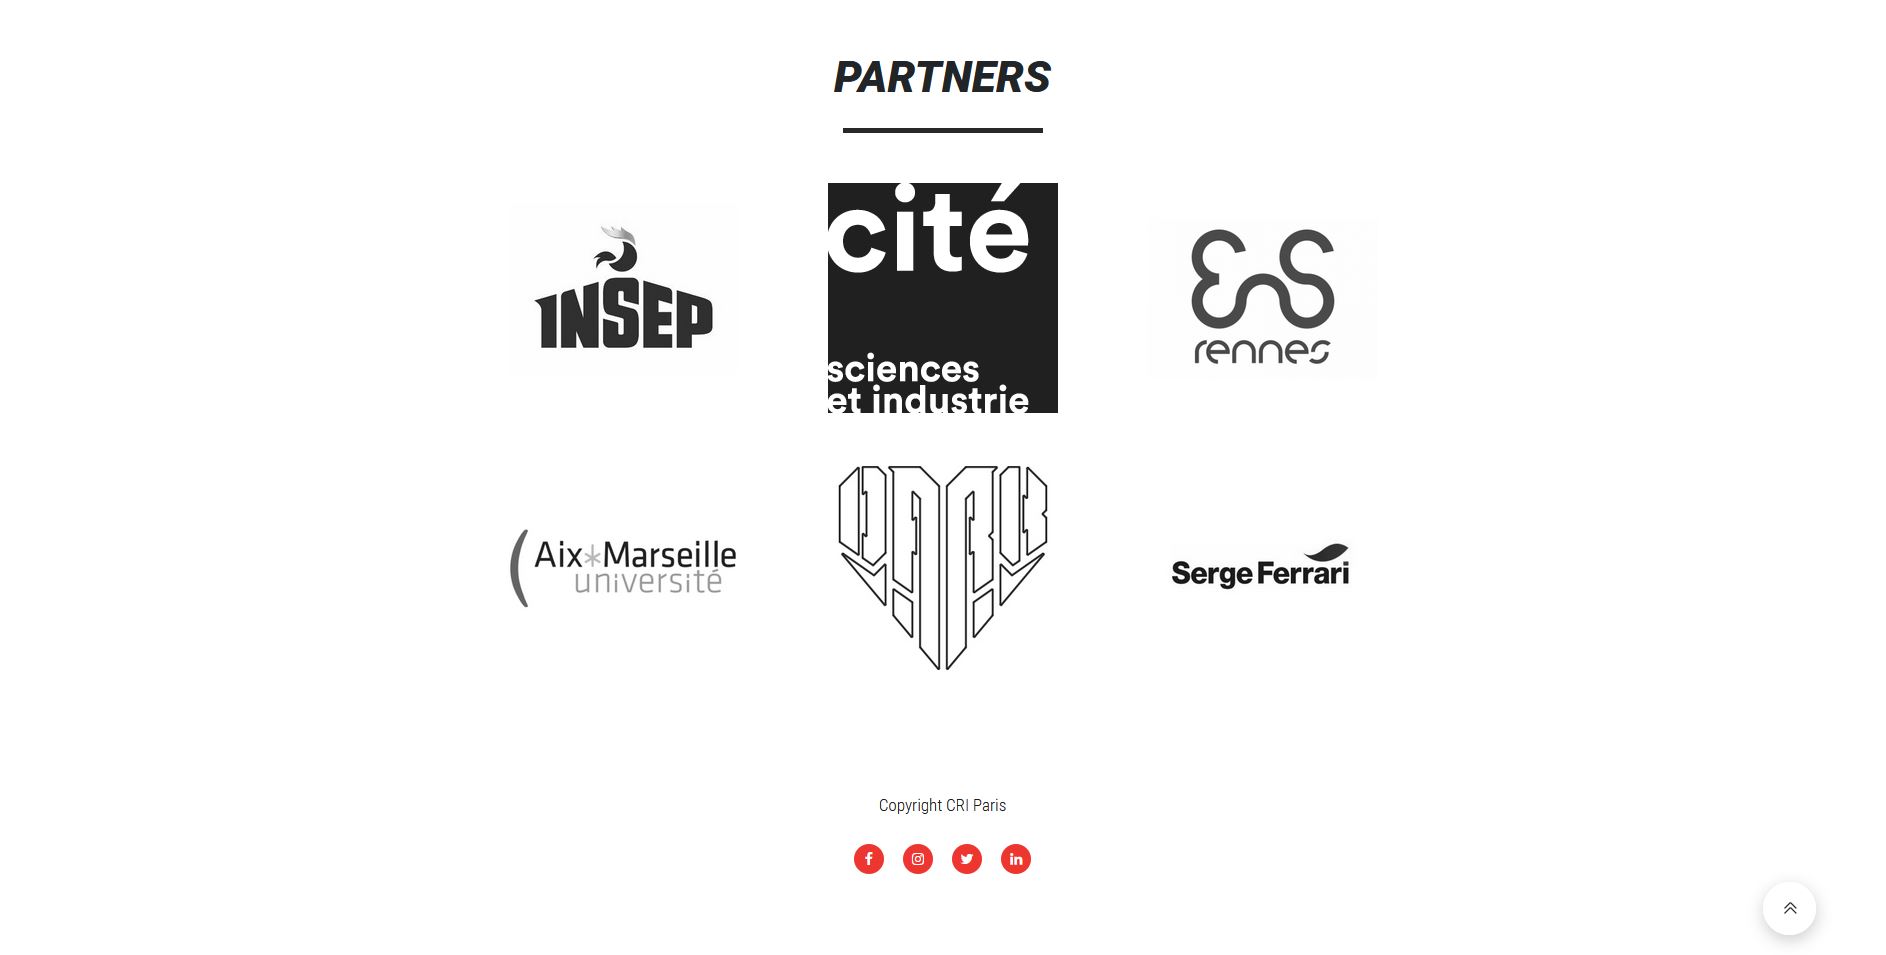 PARTNERS
INSEP
cité
sciences
et industrie
ENS
rennes
(Aix*Marseille
université
Serge Ferrari
Copyright CRI Paris